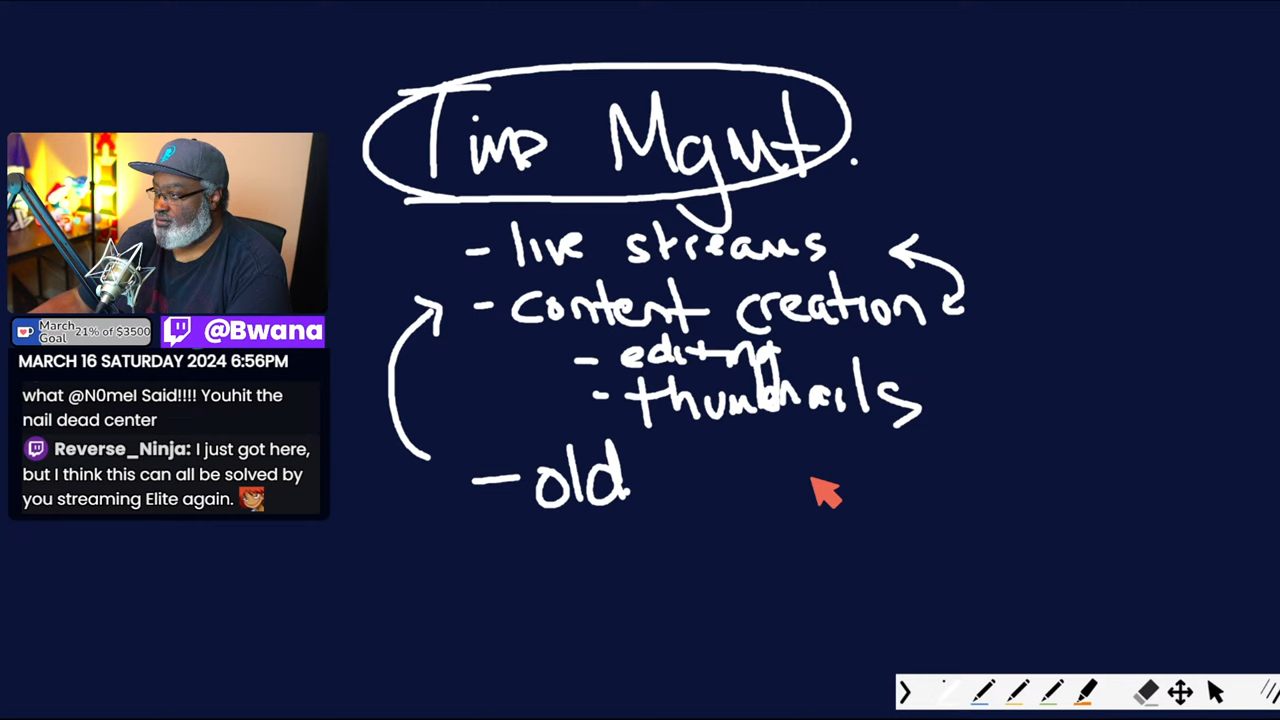 Time Mgmt.
- live streams
- content creation
- editing
- thumbnails
- old.
March Goal
21% of $3500
@Bwana
MARCH 16 SATURDAY 2024 6:56PM
what @N0meI Said!!!! Youhit the
nail dead center
Reverse_Ninja: I just got here,
but I think this can all be solved by
you streaming Elite again.